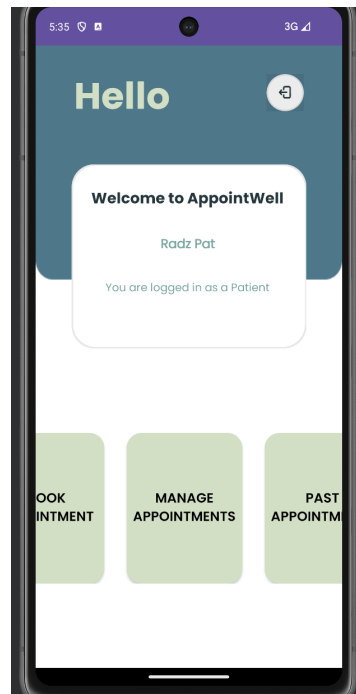 5:35
3G
Hello
Welcome to AppointWell
Radz Pat
You are logged in as a Patient
OOK
INTMENT
MANAGE
APPOINTMENTS
PAST
APPOINTM